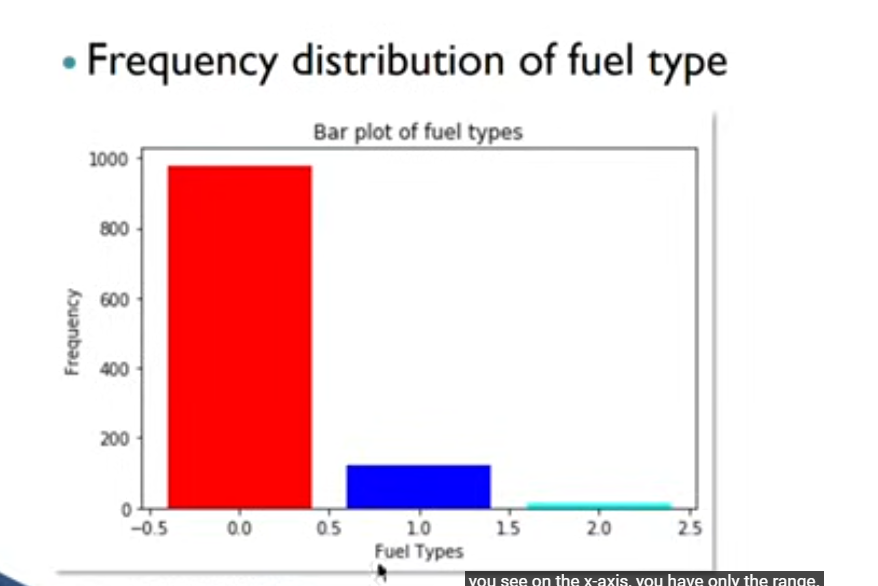 • Frequency distribution of fuel type
Bar plot of fuel types
1000
800
600
400
200
0
Frequency
−0.5 0.0 0.5 1.0 1.5 2.0 2.5
Fuel Types
you see on the x-axis, you have only the range,